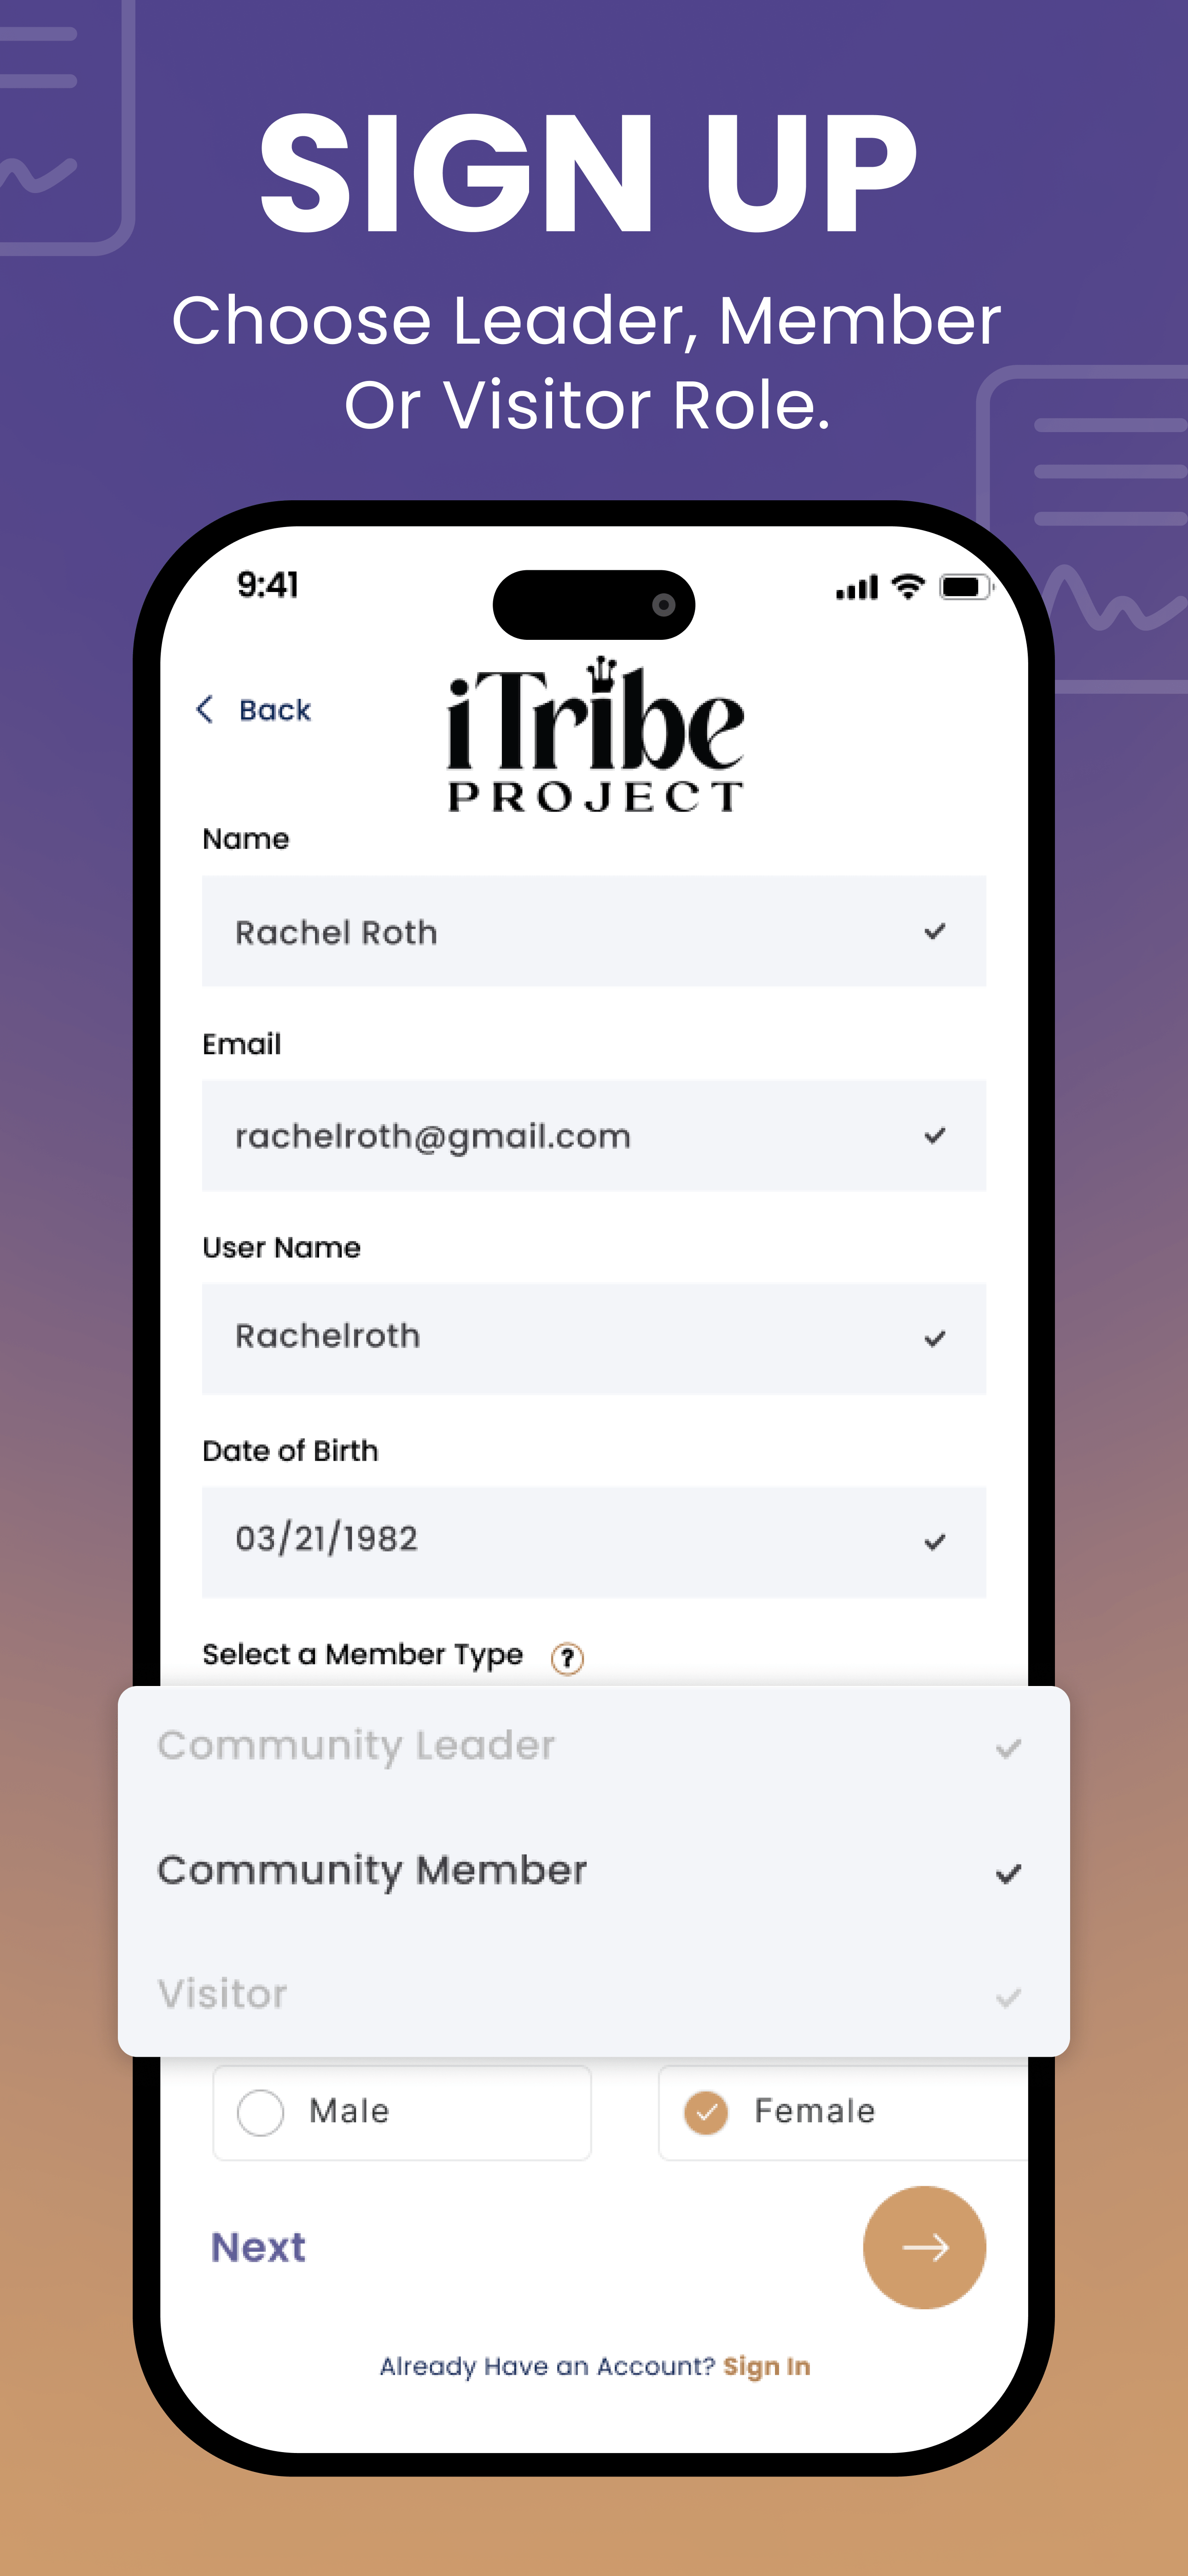 SIGN UP
Choose Leader, Member
Or Visitor Role.
9:41
Back
iTribe
PROJECT
Name
Rachel Roth
Email
rachelroth@gmail.com
User Name
Rachelroth
Date of Birth
03/21/1982
Select a Member Type ?
Community Leader
Community Member
Visitor
Male
Female
Next
Already Have an Account? Sign In